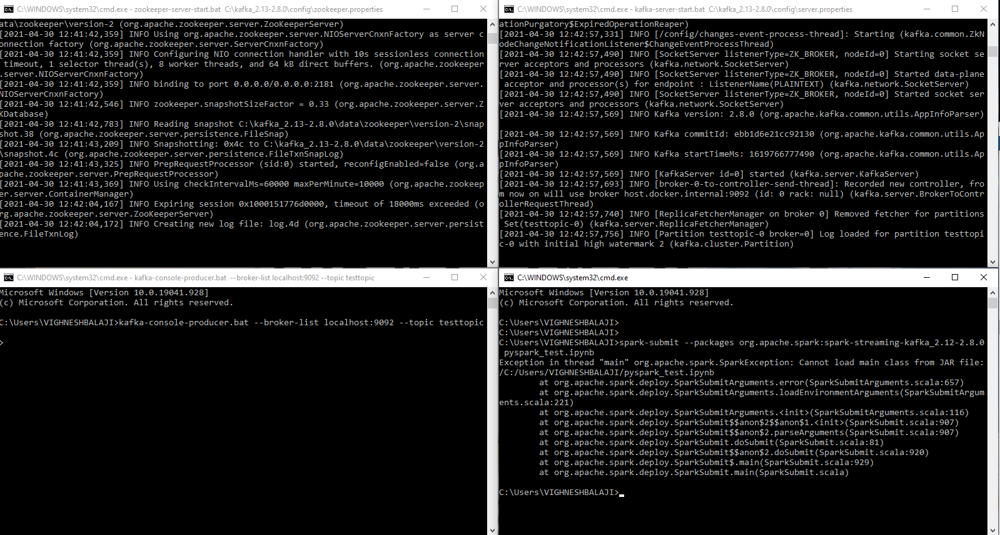 C:\WINDOWS\system32\cmd.exe - zookeeper-server-start.bat  C:\kafka_2.13-2.8.0\config\zookeeper.properties
ata\zookeeper\version-2 (org.apache.zookeeper.server.ZooKeeperServer)
[2021-04-30 12:41:42,359] INFO Using org.apache.zookeeper.server.NIOServerCnxnFactory as server c
onnection factory (org.apache.zookeeper.server.ServerCnxnFactory)
[2021-04-30 12:41:42,359] INFO Configuring NIO connection handler with 10s sessionless connection
 timeout, 1 selector thread(s), 8 worker threads, and 64 kB direct buffers. (org.apache.zookeeper
.server.NIOServerCnxnFactory)
[2021-04-30 12:41:42,359] INFO binding to port 0.0.0.0/0.0.0.0:2181 (org.apache.zookeeper.server.
NIOServerCnxnFactory)
[2021-04-30 12:41:42,546] INFO zookeeper.snapshotSizeFactor = 0.33 (org.apache.zookeeper.server.Z
KDatabase)
[2021-04-30 12:41:42,783] INFO Reading snapshot C:\kafka_2.13-2.8.0\data\zookeeper\version-2\snap
shot.38 (org.apache.zookeeper.server.persistence.FileSnap)
[2021-04-30 12:41:43,209] INFO Snapshotting: 0x4c to C:\kafka_2.13-2.8.0\data\zookeeper\version-2
\snapshot.4c (org.apache.zookeeper.server.persistence.FileTxnSnapLog)
[2021-04-30 12:41:43,325] INFO PrepRequestProcessor (sid:0) started, reconfigEnabled=false (org.a
pache.zookeeper.server.PrepRequestProcessor)
[2021-04-30 12:41:43,369] INFO Using checkIntervalMs=60000 maxPerMinute=10000 (org.apache.zookeep
er.server.ContainerManager)
[2021-04-30 12:42:04,167] INFO Expiring session 0x1000151776d0000, timeout of 18000ms exceeded (o
rg.apache.zookeeper.server.ZooKeeperServer)
[2021-04-30 12:42:04,172] INFO Creating new log file: log.4d (org.apache.zookeeper.server.persist
ence.FileTxnLog)
C:\WINDOWS\system32\cmd.exe - kafka-server-start.bat  C:\kafka_2.13-2.8.0\config\server.properties
ationPurgatory$ExpiredOperationReaper)
[2021-04-30 12:42:57,331] INFO [/config/changes-event-process-thread]: Starting (kafka.common.ZkN
odeChangeNotificationListener$ChangeEventProcessThread)
[2021-04-30 12:42:57,490] INFO [SocketServer listenerType=ZK_BROKER, nodeId=0] Starting socket se
rver acceptors and processors (kafka.network.SocketServer)
[2021-04-30 12:42:57,490] INFO [SocketServer listenerType=ZK_BROKER, nodeId=0] Started data-plane
 acceptor and processor(s) for endpoint : ListenerName(PLAINTEXT) (kafka.network.SocketServer)
[2021-04-30 12:42:57,490] INFO [SocketServer listenerType=ZK_BROKER, nodeId=0] Started socket ser
ver acceptors and processors (kafka.network.SocketServer)
[2021-04-30 12:42:57,569] INFO Kafka version: 2.8.0 (org.apache.kafka.common.utils.AppInfoParser)
[2021-04-30 12:42:57,569] INFO Kafka commitId: ebb1d6e21cc92130 (org.apache.kafka.common.utils.Ap
pInfoParser)
[2021-04-30 12:42:57,569] INFO Kafka startTimeMs: 1619766777490 (org.apache.kafka.common.utils.Ap
pInfoParser)
[2021-04-30 12:42:57,569] INFO [KafkaServer id=0] started (kafka.server.KafkaServer)
[2021-04-30 12:42:57,693] INFO [broker-0-to-controller-send-thread]: Recorded new controller, fro
m now on will use broker host.docker.internal:9092 (id: 0 rack: null) (kafka.server.BrokerToContr
ollerRequestThread)
[2021-04-30 12:42:57,740] INFO [ReplicaFetcherManager on broker 0] Removed fetcher for partitions
 Set(testtopic-0) (kafka.server.ReplicaFetcherManager)
[2021-04-30 12:42:57,756] INFO [Partition testtopic-0 broker=0] Log loaded for partition testtopi
c-0 with initial high watermark 2 (kafka.cluster.Partition)
C:\WINDOWS\system32\cmd.exe - kafka-console-producer.bat  --broker-list localhost:9092 --topic testtopic
Microsoft Windows [Version 10.0.19041.928]
(c) Microsoft Corporation. All rights reserved.
C:\Users\VIGHNESHBALAJI>kafka-console-producer.bat --broker-list localhost:9092 --topic testtopic
>
C:\WINDOWS\system32\cmd.exe
Microsoft Windows [Version 10.0.19041.928]
(c) Microsoft Corporation. All rights reserved.
C:\Users\VIGHNESHBALAJI>
C:\Users\VIGHNESHBALAJI>
C:\Users\VIGHNESHBALAJI>spark-submit --packages org.apache.spark:spark-streaming-kafka_2.12-2.8.0
 pyspark_test.ipynb
Exception in thread "main" org.apache.spark.SparkException: Cannot load main class from JAR file:
/C:/Users/VIGHNESHBALAJI/pyspark_test.ipynb
        at org.apache.spark.deploy.SparkSubmitArguments.error(SparkSubmitArguments.scala:657)
        at org.apache.spark.deploy.SparkSubmitArguments.loadEnvironmentArguments(SparkSubmitArgum
ents.scala:221)
        at org.apache.spark.deploy.SparkSubmitArguments.<init>(SparkSubmitArguments.scala:116)
        at org.apache.spark.deploy.SparkSubmit$$anon$2$$anon$1.<init>(SparkSubmit.scala:907)
        at org.apache.spark.deploy.SparkSubmit$$anon$2.parseArguments(SparkSubmit.scala:907)
        at org.apache.spark.deploy.SparkSubmit.doSubmit(SparkSubmit.scala:81)
        at org.apache.spark.deploy.SparkSubmit$$anon$2.doSubmit(SparkSubmit.scala:920)
        at org.apache.spark.deploy.SparkSubmit$.main(SparkSubmit.scala:929)
        at org.apache.spark.deploy.SparkSubmit.main(SparkSubmit.scala)
C:\Users\VIGHNESHBALAJI>